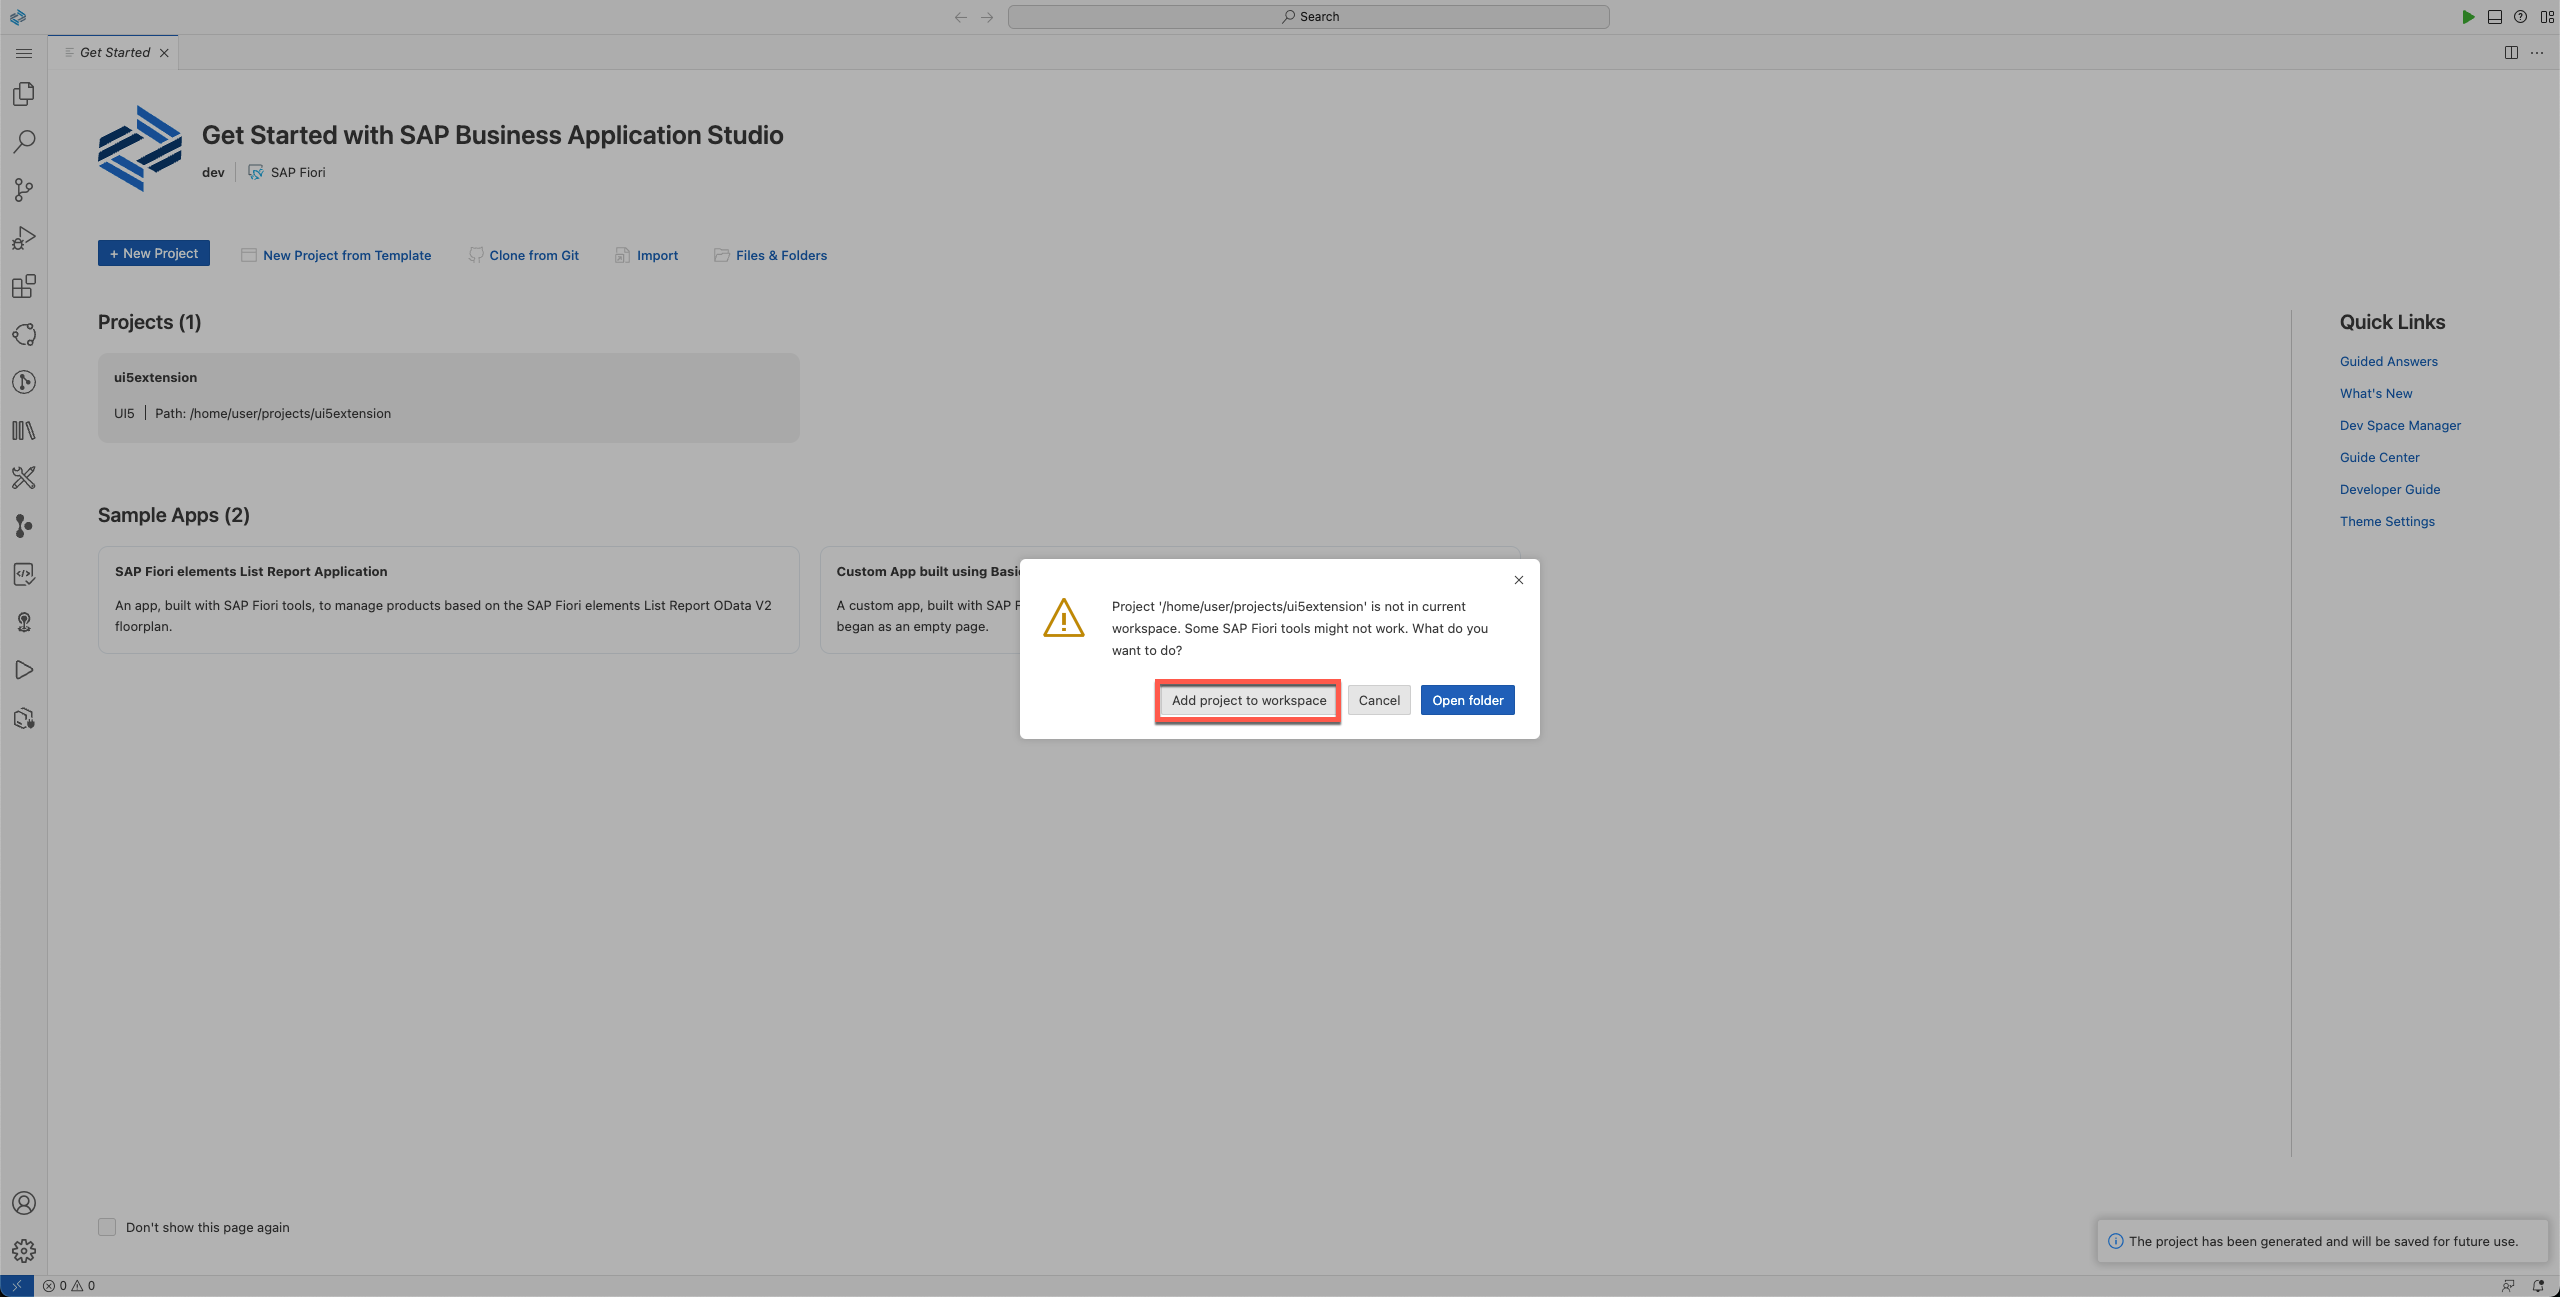 Search
Get Started
Get Started with SAP Business Application Studio
dev
SAP Fiori
+ New Project
New Project from Template
Clone from Git
Import
Files & Folders
Projects (1)
ui5extension
UI5
Path: /home/user/projects/ui5extension
Sample Apps (2)
SAP Fiori elements List Report Application
An app, built with SAP Fiori tools, to manage products based on the SAP Fiori elements List Report OData V2
floorplan.
Custom App built using Basi
A custom app, built with SAP F
began as an empty page.
Project '/home/user/projects/ui5extension' is not in current
workspace. Some SAP Fiori tools might not work. What do you
want to do?
Add project to workspace
Cancel
Open folder
Quick Links
Guided Answers
What's New
Dev Space Manager
Guide Center
Developer Guide
Theme Settings
Don't show this page again
The project has been generated and will be saved for future use.
0
0